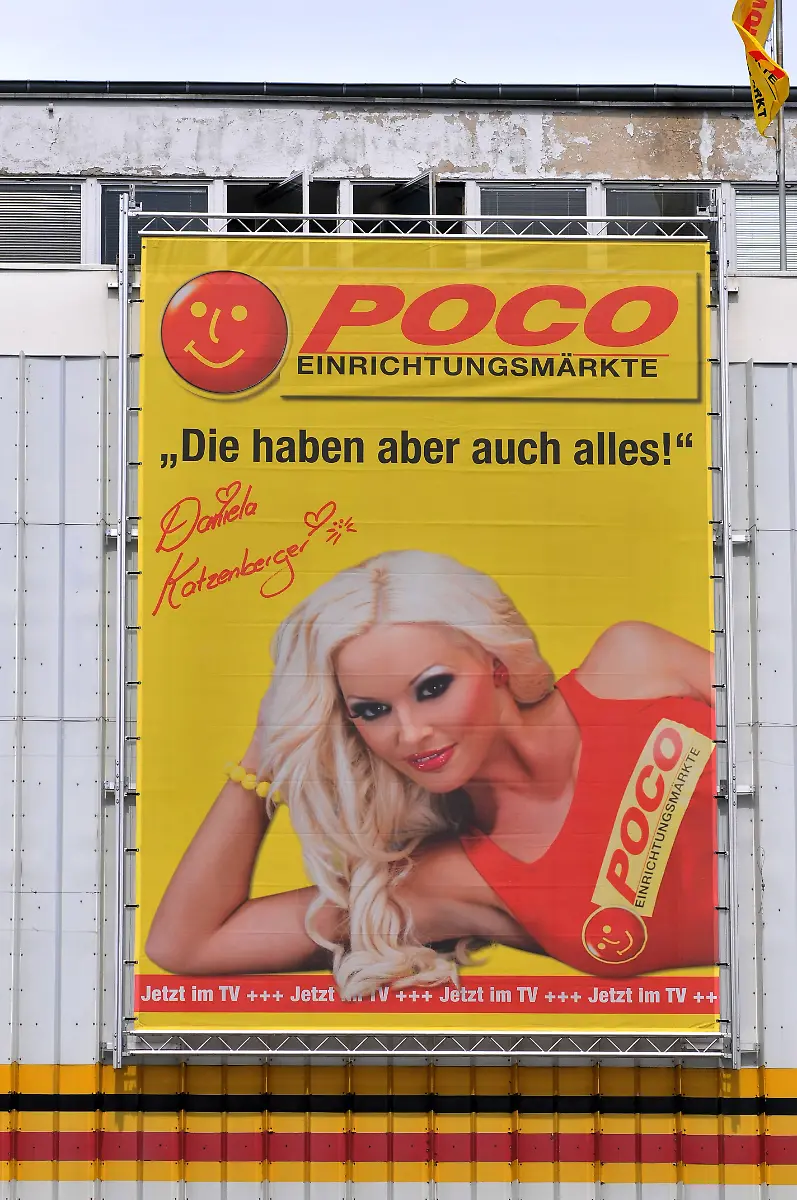 POCO
EINRICHTUNGSMÄRKTE
„Die haben aber auch alles!“
Daniela
Katzenberger
POCO
EINRICHTUNGSMÄRKTE
Jetzt im TV +++ Jetzt im TV +++ Jetzt im TV +++ Jetzt im TV ++